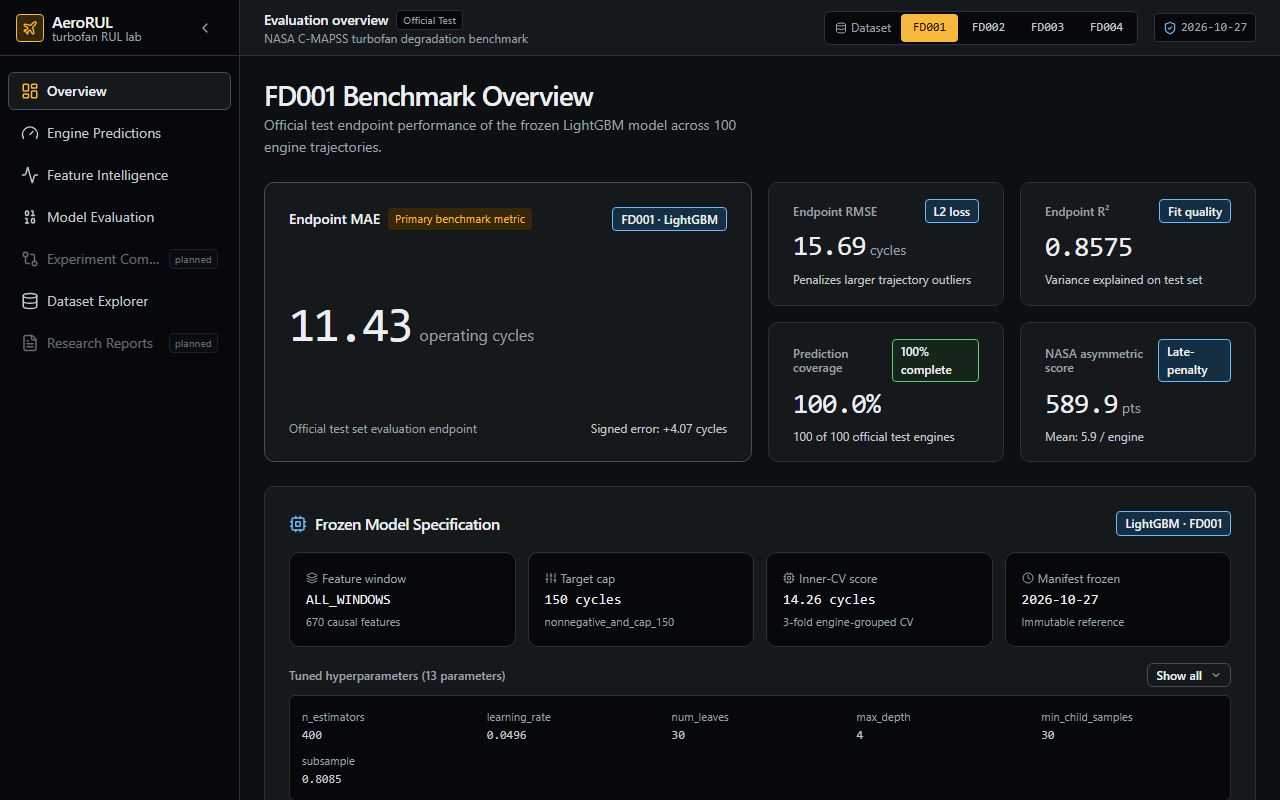 AeroRUL
turbofan RUL lab
Overview
Engine Predictions
Feature Intelligence
Model Evaluation
Experiment Com... planned
Dataset Explorer
Research Reports planned
Evaluation overview Official Test
NASA C-MAPSS turbofan degradation benchmark
Dataset FD001 FD002 FD003 FD004
2026-10-27
FD001 Benchmark Overview
Official test endpoint performance of the frozen LightGBM model across 100
engine trajectories.
Endpoint MAE Primary benchmark metric FD001 · LightGBM
11.43 operating cycles
Official test set evaluation endpoint Signed error: +4.07 cycles
Endpoint RMSE L2 loss
15.69 cycles
Penalizes larger trajectory outliers
Endpoint R² Fit quality
0.8575
Variance explained on test set
Prediction
coverage
100%
complete
100.0%
100 of 100 official test engines
NASA asymmetric
score
Late-
penalty
589.9 pts
Mean: 5.9 / engine
Frozen Model Specification LightGBM · FD001
Feature window
ALL_WINDOWS
670 causal features
Target cap
150 cycles
nonnegative_and_cap_150
Inner-CV score
14.26 cycles
3-fold engine-grouped CV
Manifest frozen
2026-10-27
Immutable reference
Tuned hyperparameters (13 parameters) Show all
n_estimators
400
learning_rate
0.0496
num_leaves
30
max_depth
4
min_child_samples
30
subsample
0.8085